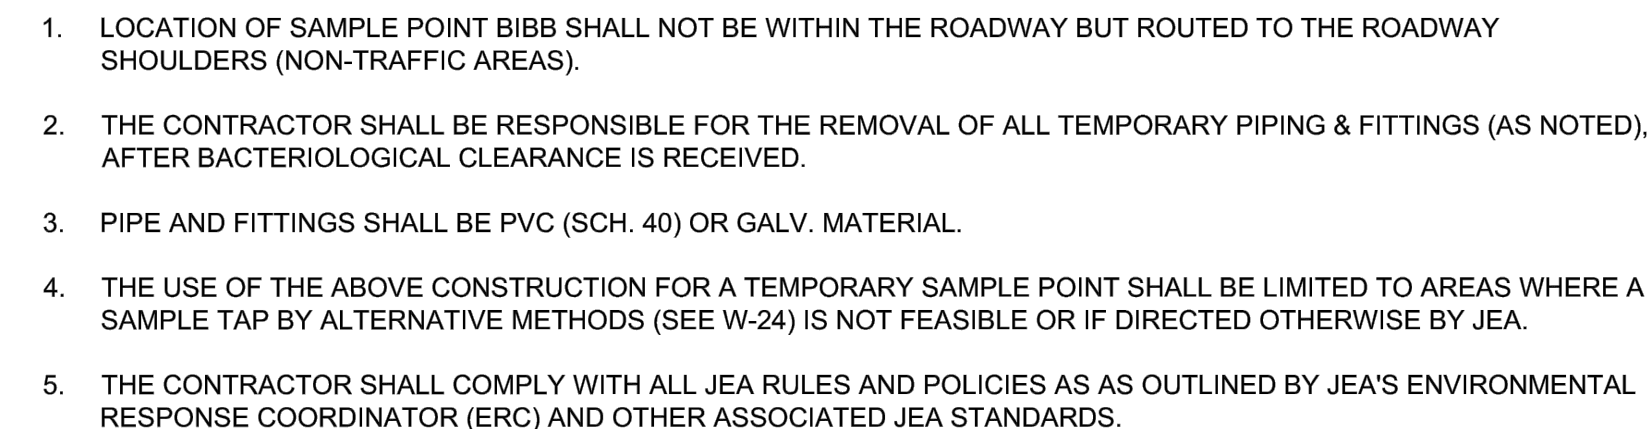 1. LOCATION OF SAMPLE POINT BIBB SHALL NOT BE WITHIN THE ROADWAY BUT ROUTED TO THE ROADWAY
SHOULDERS (NON-TRAFFIC AREAS).
2. THE CONTRACTOR SHALL BE RESPONSIBLE FOR THE REMOVAL OF ALL TEMPORARY PIPING & FITTINGS (AS NOTED),
AFTER BACTERIOLOGICAL CLEARANCE IS RECEIVED.
3. PIPE AND FITTINGS SHALL BE PVC (SCH. 40) OR GALV. MATERIAL.
4. THE USE OF THE ABOVE CONSTRUCTION FOR A TEMPORARY SAMPLE POINT SHALL BE LIMITED TO AREAS WHERE A
SAMPLE TAP BY ALTERNATIVE METHODS (SEE W-24) IS NOT FEASIBLE OR IF DIRECTED OTHERWISE BY JEA.
5. THE CONTRACTOR SHALL COMPLY WITH ALL JEA RULES AND POLICIES AS AS OUTLINED BY JEA'S ENVIRONMENTAL
RESPONSE COORDINATOR (ERC) AND OTHER ASSOCIATED JEA STANDARDS.